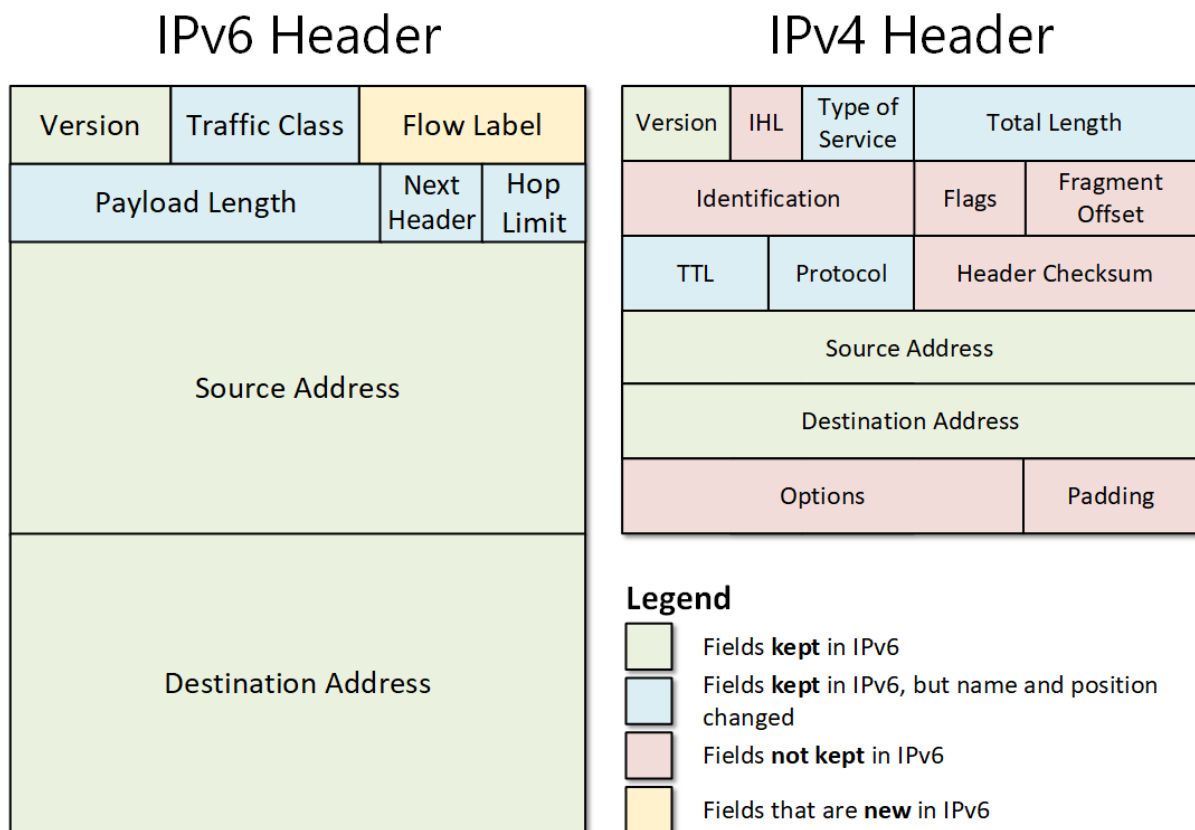 IPv6 Header
IPv4 Header
Version
Traffic Class
Flow Label
Payload Length
Next
Header
Hop
Limit
Source Address
Destination Address
Version
IHL
Type of
Service
Total Length
Identification
Flags
Fragment
Offset
TTL
Protocol
Header Checksum
Source Address
Destination Address
Options
Padding
Legend
Fields kept in IPv6
Fields kept in IPv6, but name and position
changed
Fields not kept in IPv6
Fields that are new in IPv6